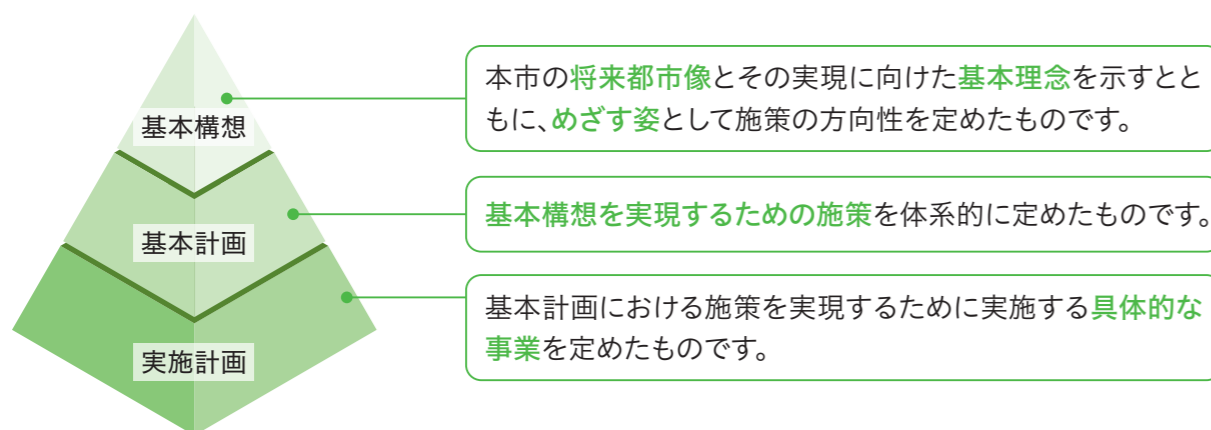 基本構想
本市の将来都市像とその実現に向けた基本理念を示すとと
もに、めざす姿として施策の方向性を定めたものです。
基本計画
基本構想を実現するための施策を体系的に定めたものです。
実施計画
基本計画における施策を実現するために実施する具体的な
事業を定めたものです。